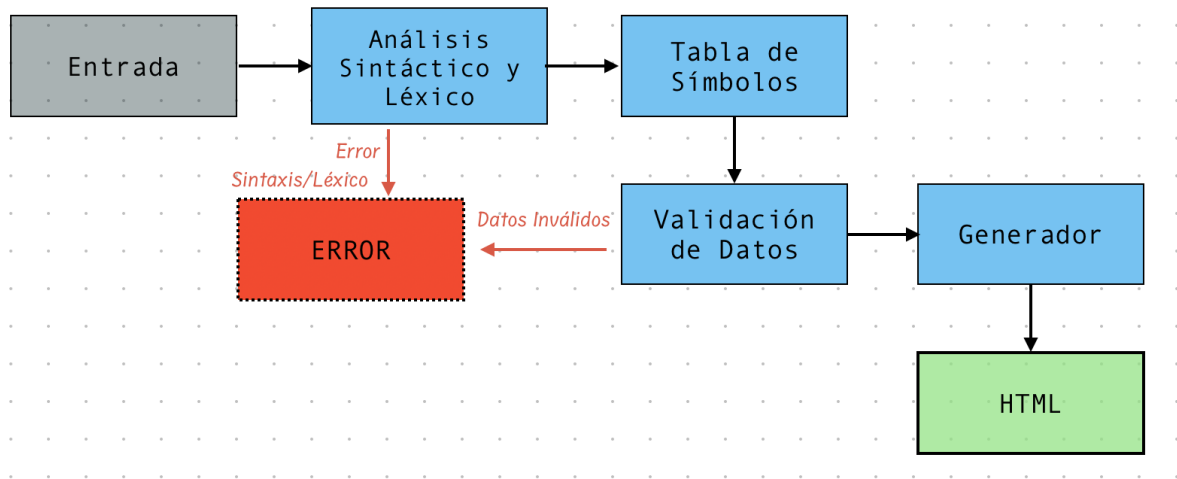 Entrada
Análisis
Sintáctico y
Léxico
Tabla de
Símbolos
Error
Sintaxis/Léxico
ERROR
Datos Inválidos
Validación
de Datos
Generador
HTML